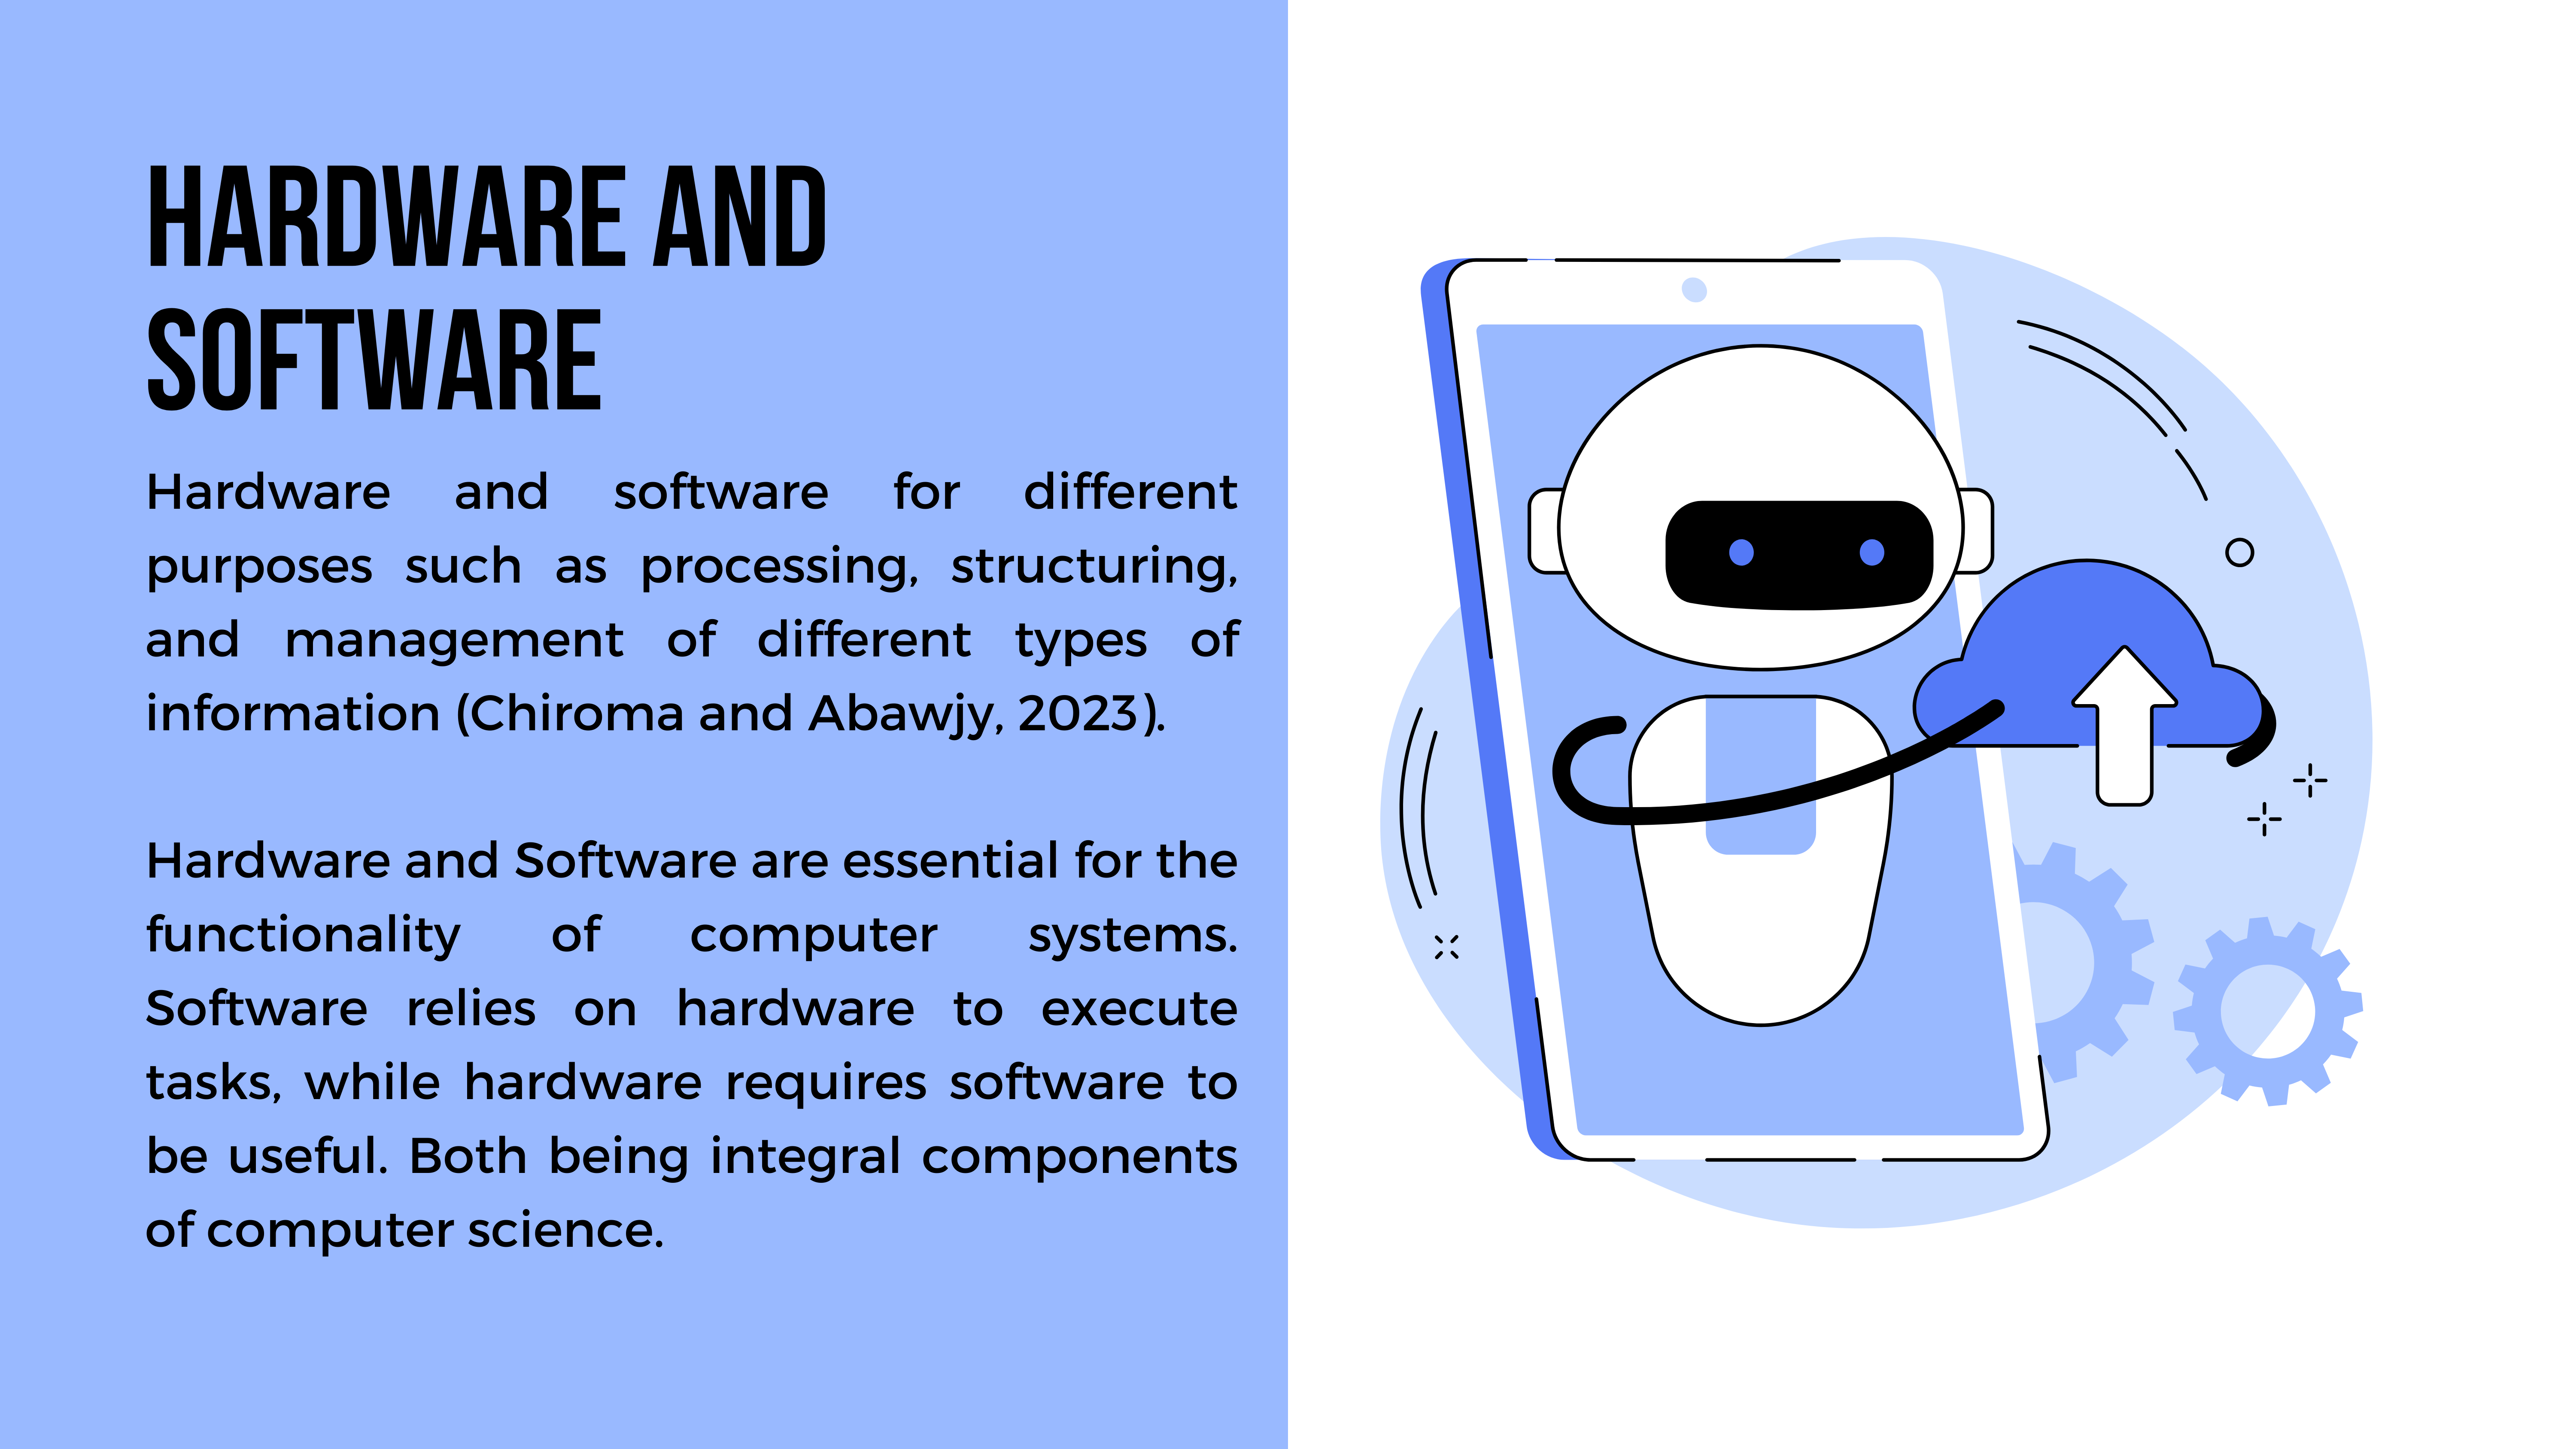 HARDWARE AND
SOFTWARE
Hardware and software for different
purposes such as processing, structuring,
and management of different types of
information (Chiroma and Abawjy, 2023).
Hardware and Software are essential for the
functionality of computer systems.
Software relies on hardware to execute
tasks, while hardware requires software to
be useful. Both being integral components
of computer science.